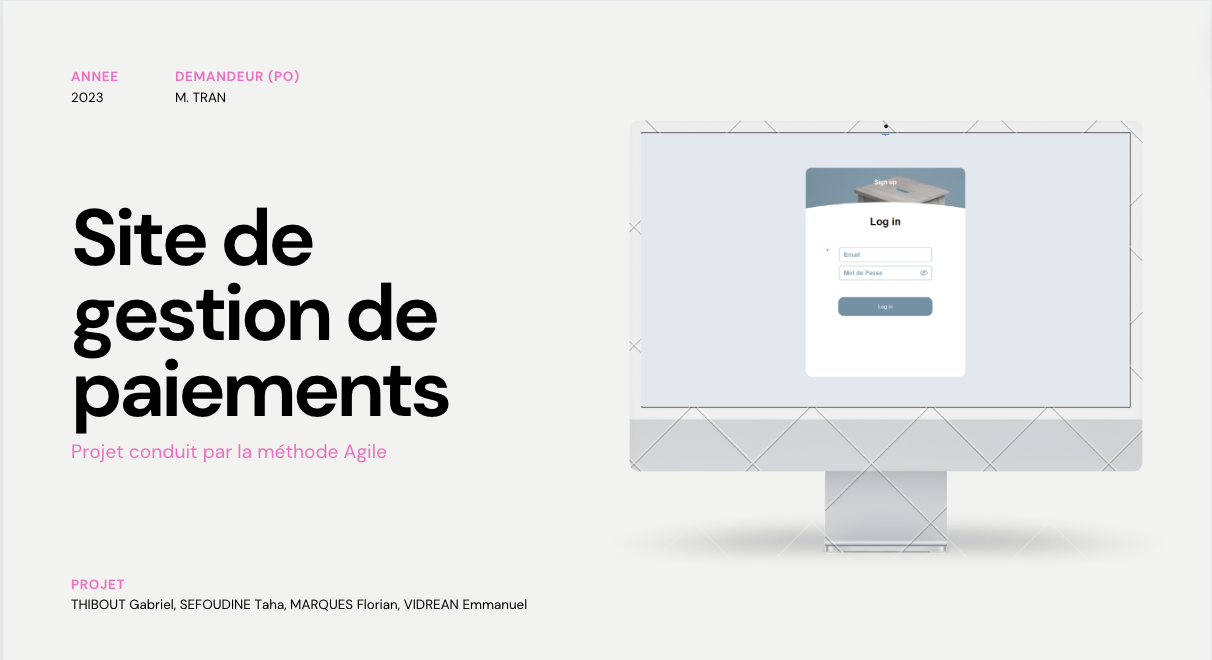 ANNEE
DEMANDEUR (PO)
2023
M. TRAN
Site de
gestion de
paiements
Projet conduit par la méthode Agile
Sign up
Log in
Email
Mot de Passe
Log in
PROJET
THIBOUT Gabriel, SEFOUDINE Taha, MARQUES Florian, VIDREAN Emmanuel